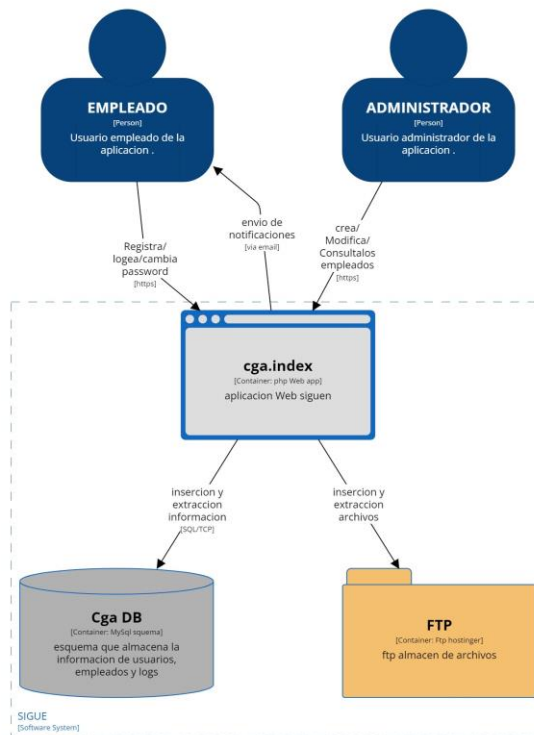 EMPLEADO
[Person]
Usuario empleado de la
aplicacion .
ADMINISTRADOR
[Person]
Usuario administrador de la
aplicacion .
Registra/
logea/cambia
password
[https]
envio de
notificaciones
[via email]
crea/
Modifica/
Consultalos
empleados
[https]
cga.index
[Container: php Web app]
aplicacion Web siguen
insercion y
extraccion
informacion
[SQL/TCP]
insercion y
extraccion
archivos
Cga DB
[Container: MySql squema]
esquema que almacena la
informacion de usuarios,
empleados y logs
FTP
[Container: Ftp hostinger]
ftp almacen de archivos
SIGUE
[Software System]